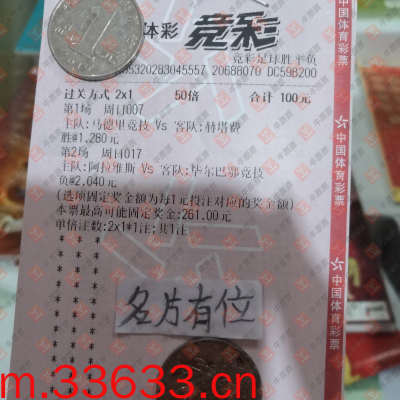 体彩 竞彩
竞彩足球胜平负
20688070 DC59B200
过关方式 2x1 50倍 合计 100元
第1场 周日007
主队:马德里竞技 Vs 客队:赫塔费
胜@1.280元
第2场 周日017
主队:阿拉维斯 Vs 客队:毕尔巴鄂竞技
负@2.040元
(选项固定奖金额为每1元投注对应的奖金额)
本票最高可能固定奖金:261.00元
单倍注数:2x1*1注;共1注
名片有位
中国体育彩票
中国体育彩票
m.33633.cn